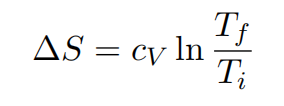 ΔS = c_V ln T_f / T_i